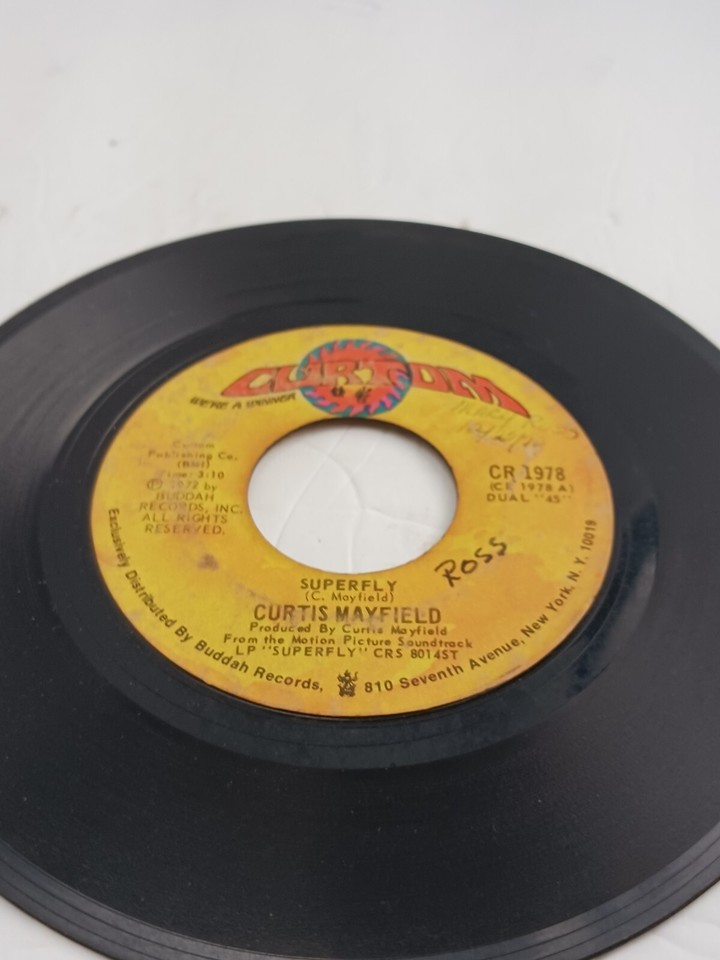 CURTOM
WE'RE A WINNER
Curtom
Publishing Co.
(BMI)
Time: 3:10
Ⓟ 1972 by
BUDDAH
RECORDS, INC.
ALL RIGHTS
RESERVED.
CR 1978
(CR 1978 A)
DUAL "45"
ROSS
SUPERFLY
(C. Mayfield)
CURTIS MAYFIELD
Produced By Curtis Mayfield
From the Motion Picture Soundtrack
LP "SUPERFLY" CRS 8014ST
Exclusively Distributed By Buddah Records, 810 Seventh Avenue, New York, N.Y. 10019